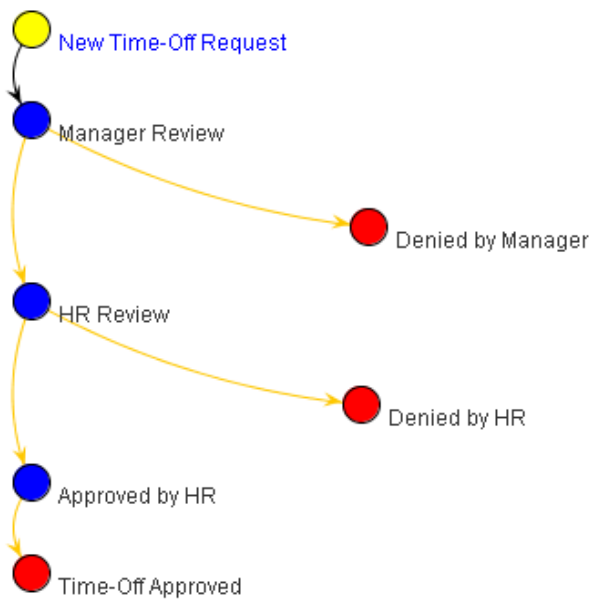 New Time-Off Request
Manager Review
Denied by Manager
HR Review
Denied by HR
Approved by HR
Time-Off Approved